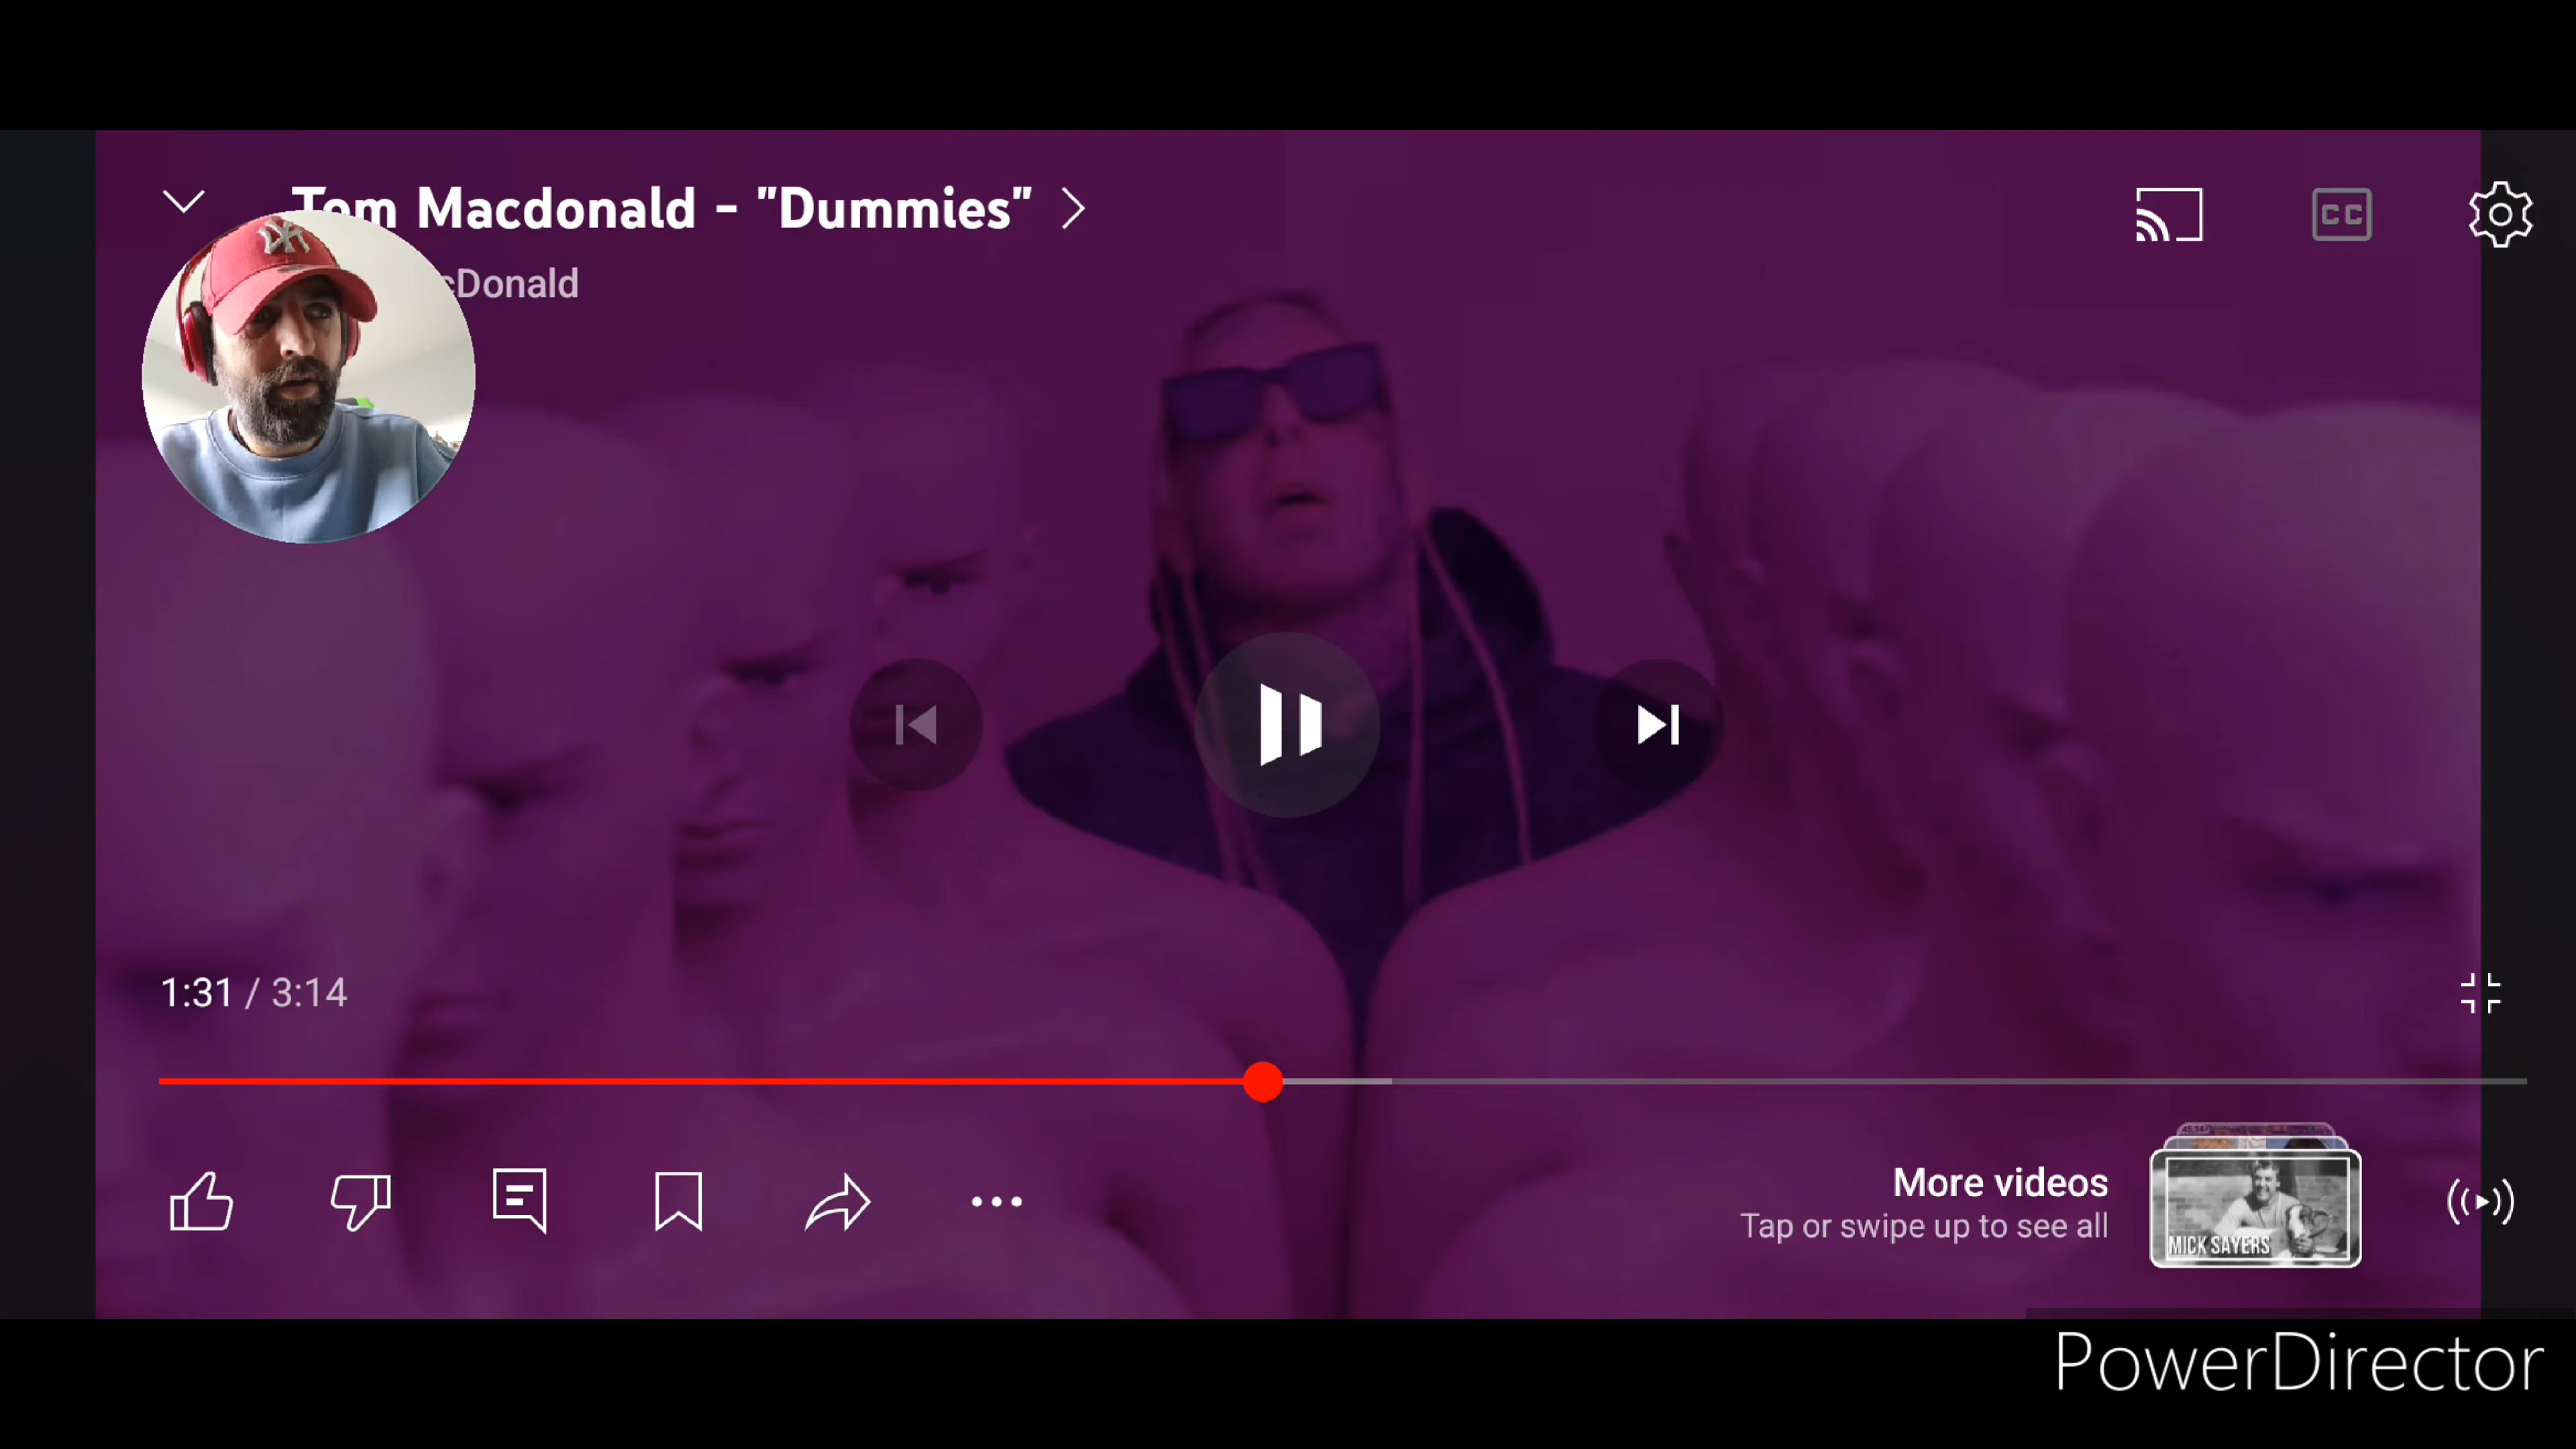 Tom Macdonald - "Dummies"
cDonald
CC
1:31 / 3:14
More videos
Tap or swipe up to see all
MICK SAYERS
PowerDirector